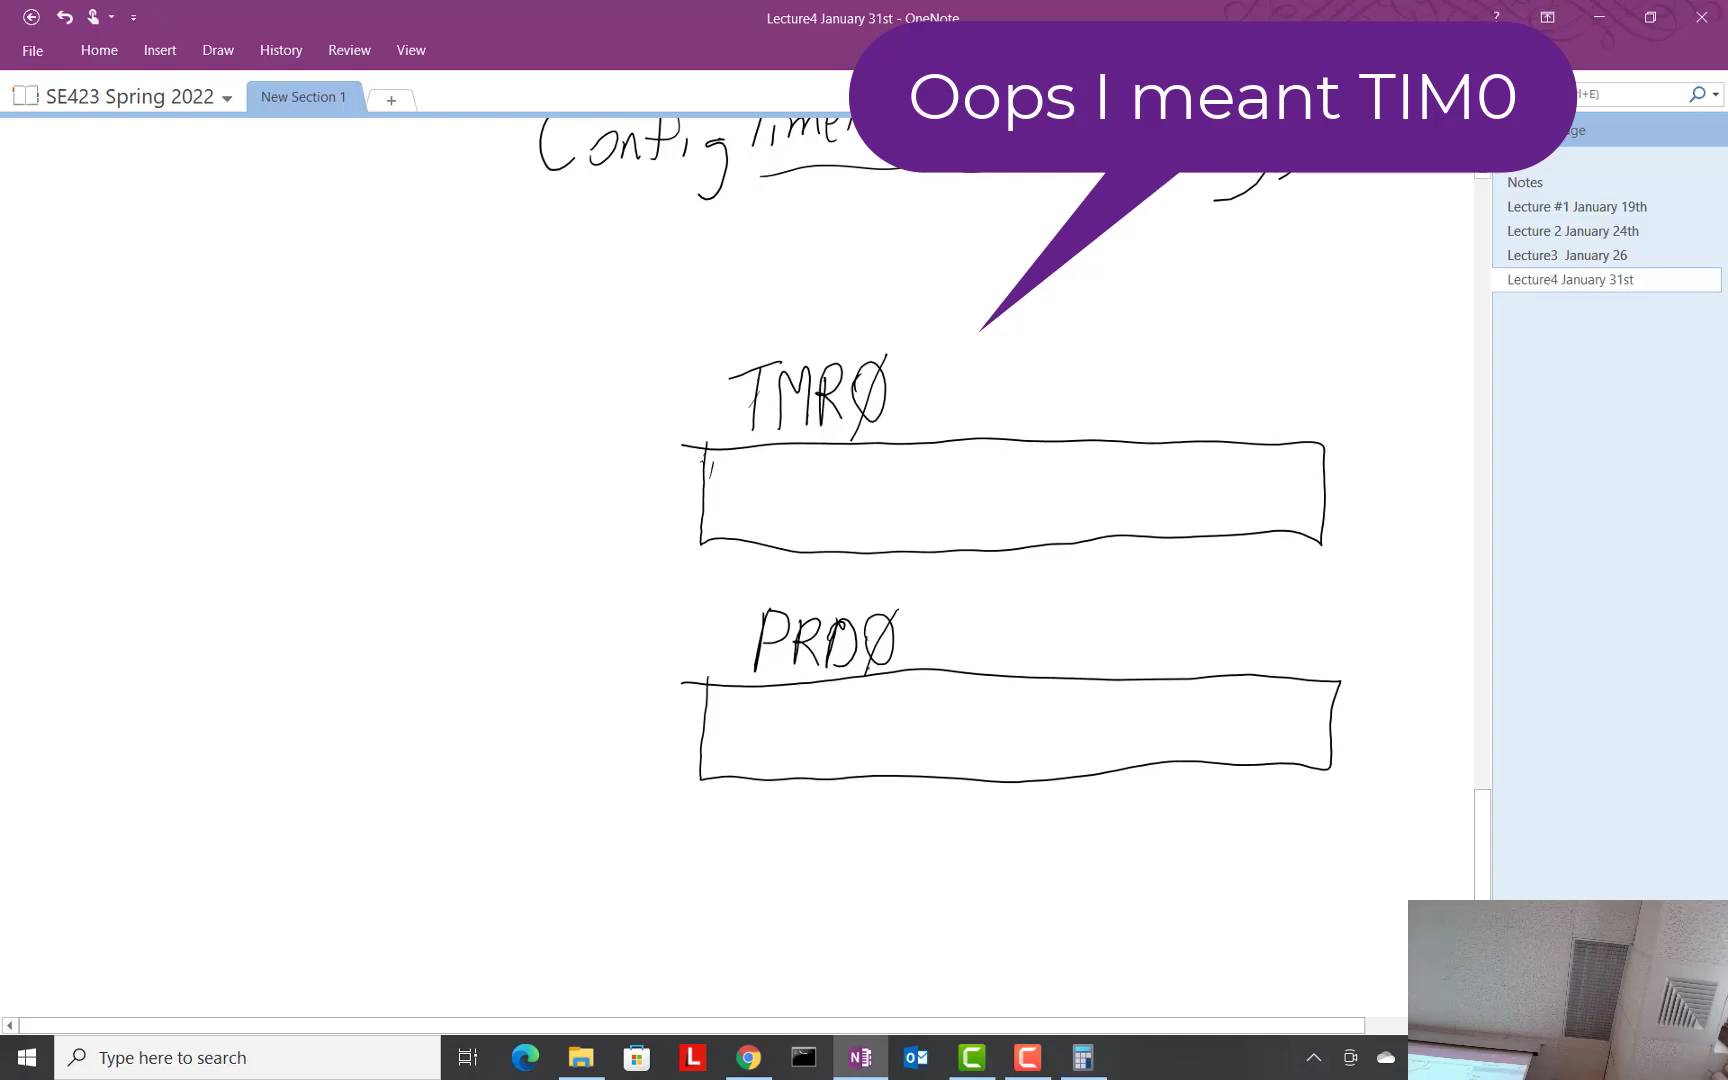 Lecture4 January 31st - OneNote
?
File Home Insert Draw History Review View
SE423 Spring 2022
New Section 1
+
Oops I meant TIM0
Config
Notes
Lecture #1 January 19th
Lecture 2 January 24th
Lecture3 January 26
Lecture4 January 31st
TMR0
PRD0
Type here to search